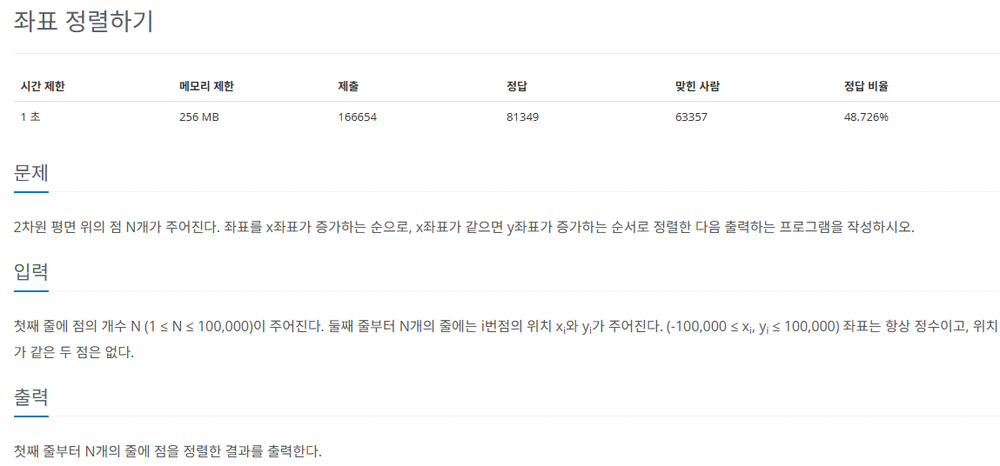 좌표 정렬하기
시간 제한 메모리 제한 제출 정답 맞힌 사람 정답 비율
1 초 256 MB 166654 81349 63357 48.726%
문제
2차원 평면 위의 점 N개가 주어진다. 좌표를 x좌표가 증가하는 순으로, x좌표가 같으면 y좌표가 증가하는 순서로 정렬한 다음 출력하는 프로그램을 작성하시오.
입력
첫째 줄에 점의 개수 N (1 ≤ N ≤ 100,000)이 주어진다. 둘째 줄부터 N개의 줄에는 i번점의 위치 xi와 yi가 주어진다. (-100,000 ≤ xi, yi ≤ 100,000) 좌표는 항상 정수이고, 위치
가 같은 두 점은 없다.
출력
첫째 줄부터 N개의 줄에 점을 정렬한 결과를 출력한다.